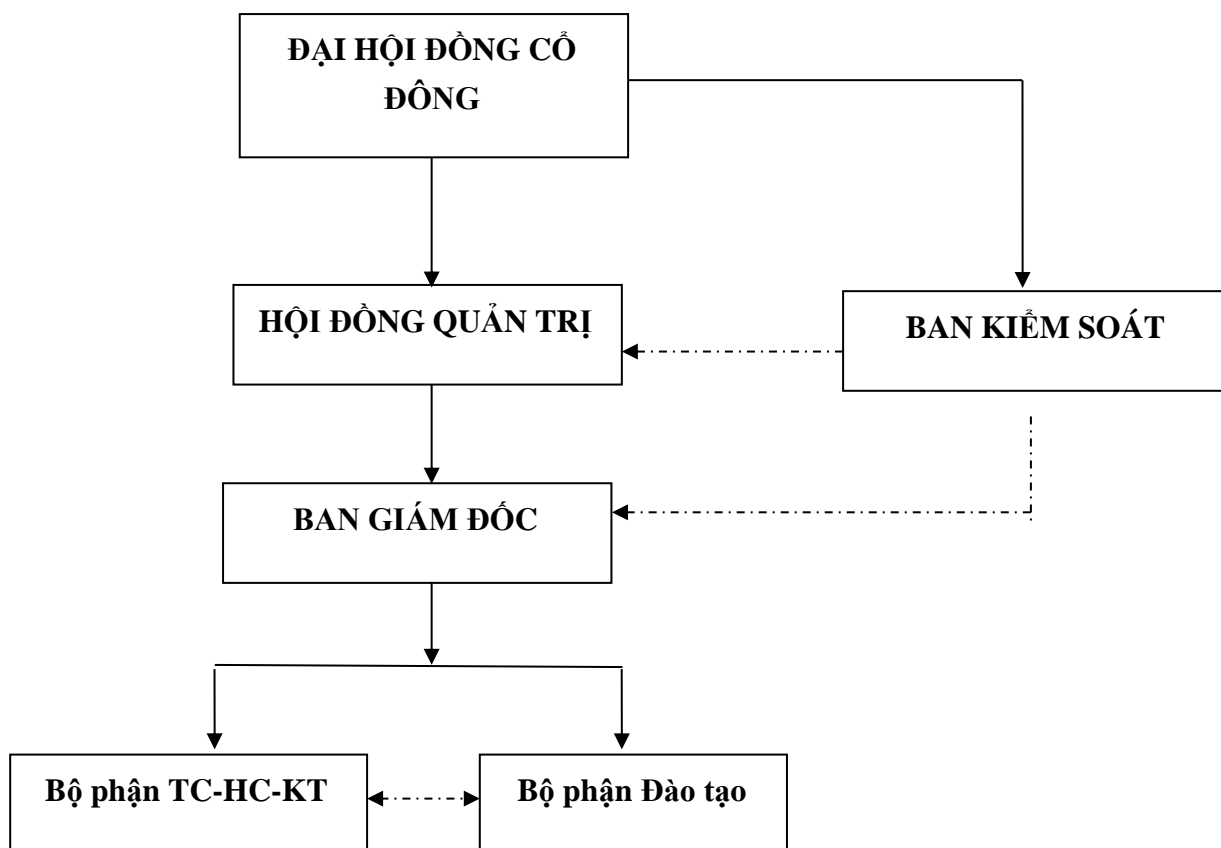 ĐẠI HỘI ĐỒNG CỔ
ĐÔNG
HỘI ĐỒNG QUẢN TRỊ
BAN KIỂM SOÁT
BAN GIÁM ĐỐC
Bộ phận TC-HC-KT
Bộ phận Đào tạo